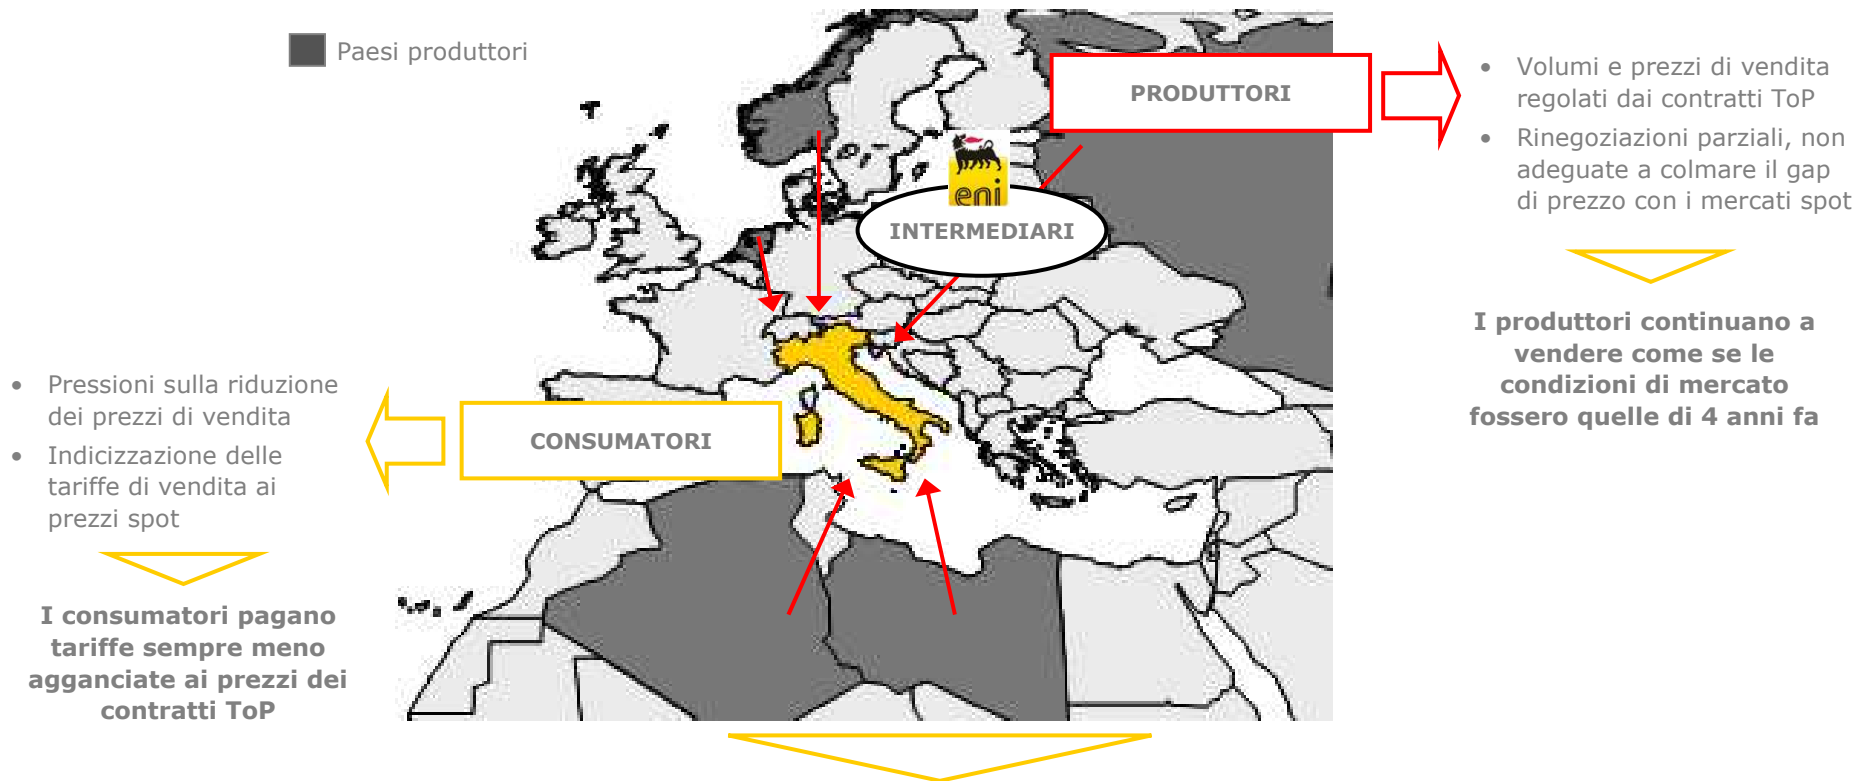 Paesi produttori
PRODUTTORI
• Volumi e prezzi di vendita
regolati dai contratti ToP
• Rinegoziazioni parziali, non
adeguate a colmare il gap
di prezzo con i mercati spot
I produttori continuano a
vendere come se le
condizioni di mercato
fossero quelle di 4 anni fa
eni
INTERMEDIARI
CONSUMATORI
• Pressioni sulla riduzione
dei prezzi di vendita
• Indicizzazione delle
tariffe di vendita ai
prezzi spot
I consumatori pagano
tariffe sempre meno
agganciate ai prezzi dei
contratti ToP